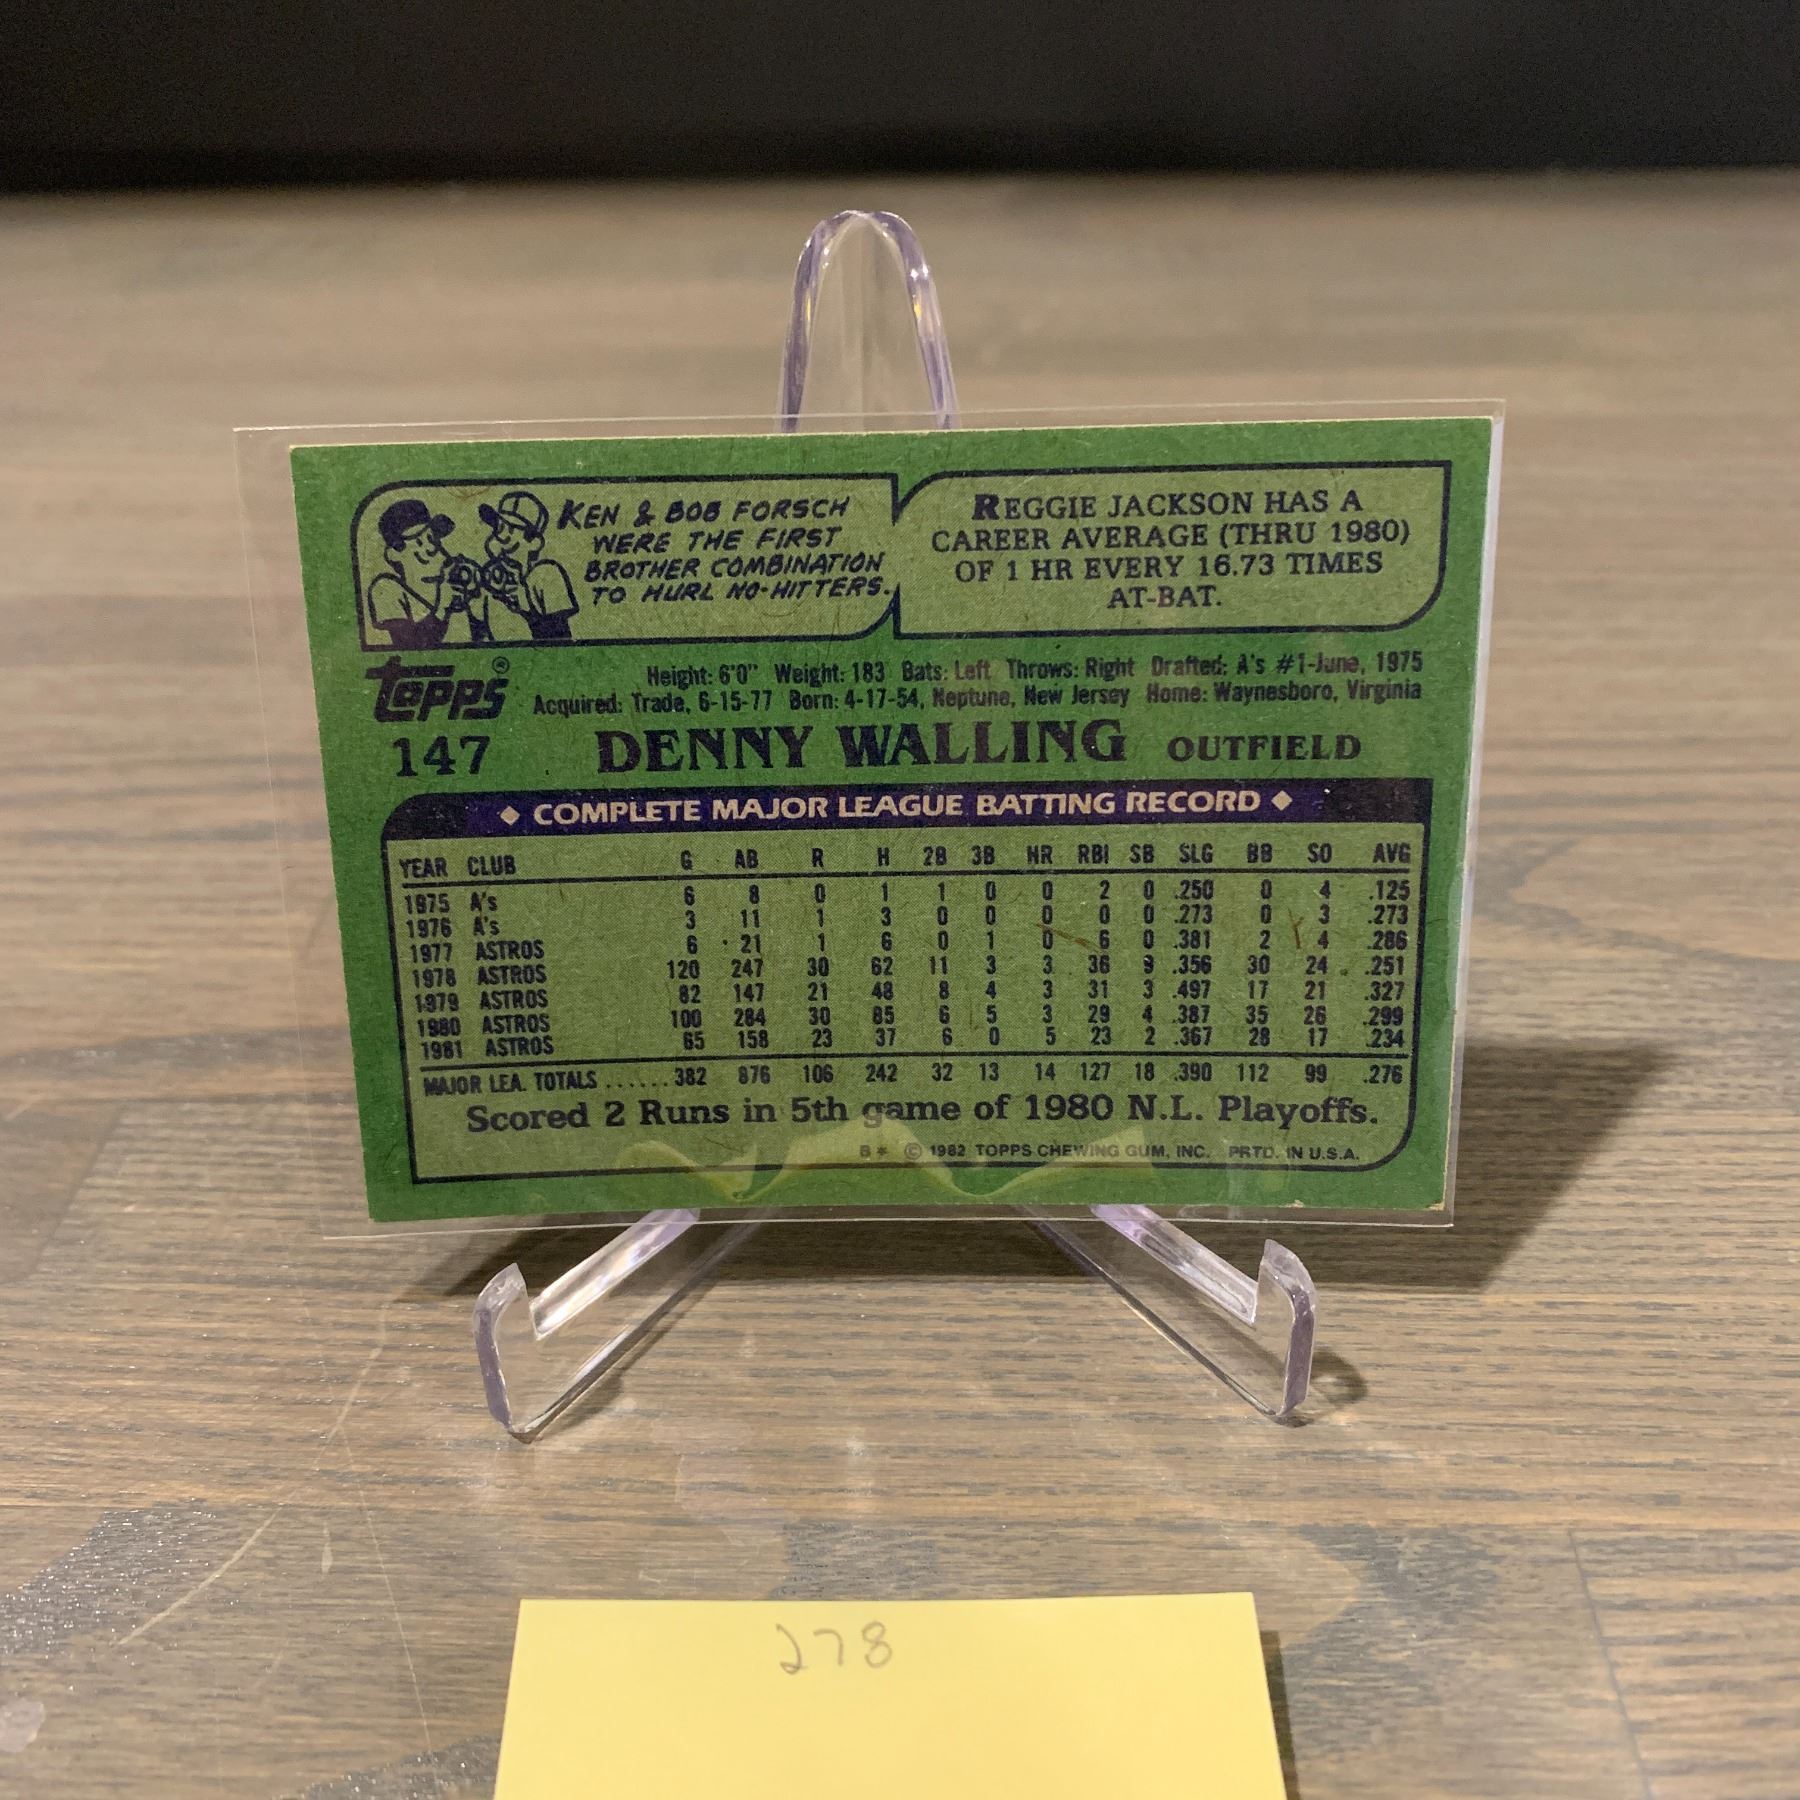 KEN & BOB FORSCH
WERE THE FIRST
BROTHER COMBINATION
TO HURL NO-HITTERS.
REGGIE JACKSON HAS A
CAREER AVERAGE (THRU 1980)
OF 1 HR EVERY 16.73 TIMES
AT-BAT.
topps®
Height: 6'0" Weight: 183 Bats: Left Throws: Right Drafted: A's #1-June, 1975
Acquired: Trade, 6-15-77 Born: 4-17-54, Neptune, New Jersey Home: Waynesboro, Virginia
147 DENNY WALLING OUTFIELD
◆ COMPLETE MAJOR LEAGUE BATTING RECORD ◆
YEAR CLUB G AB R H 2B 3B HR RBI SB SLG BB SO AVG
1975 A's 6 8 0 1 1 0 0 2 0 .250 0 4 .125
1976 A's 3 11 1 3 0 0 0 0 0 .273 0 3 .273
1977 ASTROS 6 21 1 6 0 1 0 6 0 .381 2 4 .286
1978 ASTROS 120 247 30 62 11 3 3 36 9 .356 30 24 .251
1979 ASTROS 82 147 21 48 8 4 3 31 3 .497 17 21 .327
1980 ASTROS 100 284 30 85 6 5 3 29 4 .387 35 26 .299
1981 ASTROS 65 158 23 37 6 0 5 23 2 .367 28 17 .234
MAJOR LEA. TOTALS ...... 382 876 106 242 32 13 14 127 18 .390 112 99 .276
Scored 2 Runs in 5th game of 1980 N.L. Playoffs.
B* © 1982 TOPPS CHEWING GUM, INC. PRTD. IN U.S.A.
278